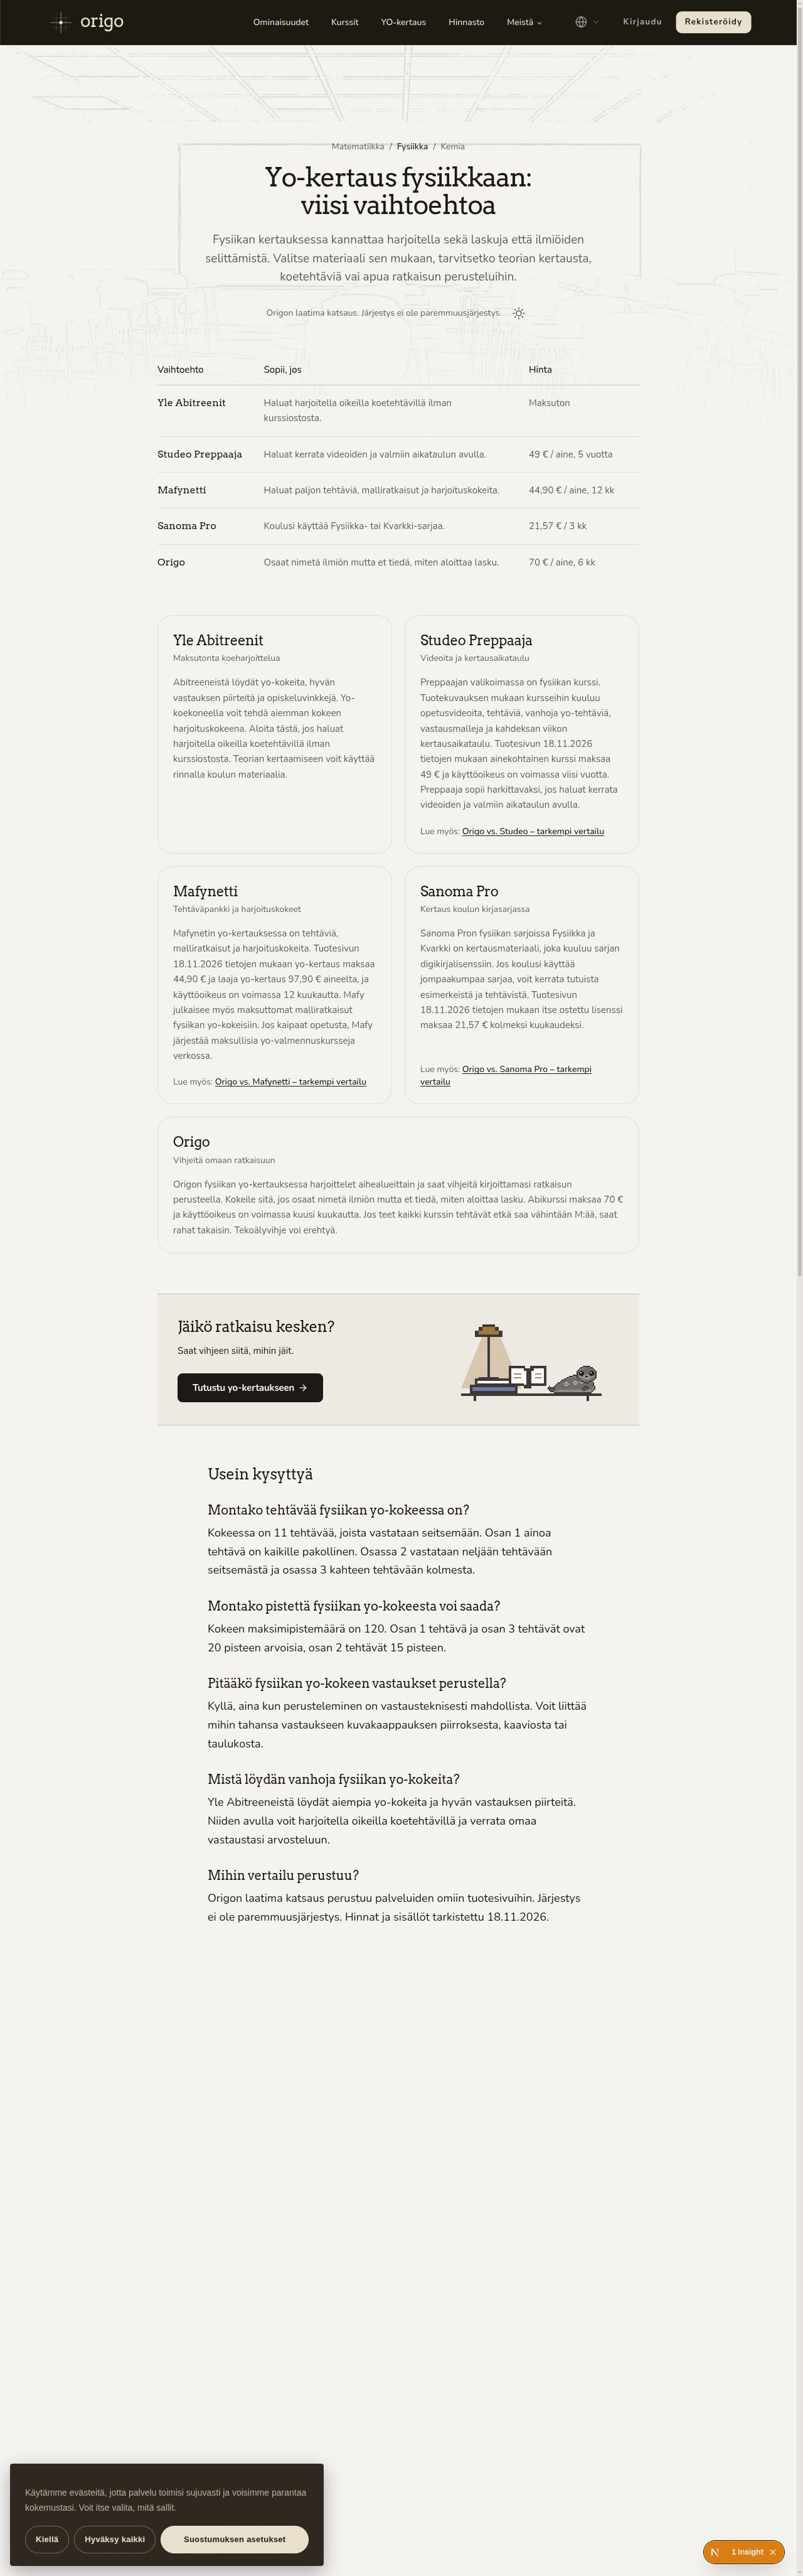 origo
Ominaisuudet Kurssit YO-kertaus Hinnasto Meistä Kirjaudu Rekisteröidy
Matematiikka / Fysiikka / Kemia
Yo-kertaus fysiikkaan:
viisi vaihtoehtoa
Fysiikan kertauksessa kannattaa harjoitella sekä laskuja että ilmiöiden
selittämistä. Valitse materiaali sen mukaan, tarvitsetko teorian kertausta,
koetehtäviä vai apua ratkaisun perusteluihin.
Origon laatima katsaus. Järjestys ei ole paremmuusjärjestys.
Vaihtoehto Sopii, jos Hinta
Yle Abitreenit Haluat harjoitella oikeilla koetehtävillä ilman Maksuton
kurssiostosta.
Studeo Preppaaja Haluat kerrata videoiden ja valmiin aikataulun avulla. 49 € / aine, 5 vuotta
Mafynetti Haluat paljon tehtäviä, malliratkaisut ja harjoituskokeita. 44,90 € / aine, 12 kk
Sanoma Pro Koulusi käyttää Fysiikka- tai Kvarkki-sarjaa. 21,57 € / 3 kk
Origo Osaat nimetä ilmiön mutta et tiedä, miten aloittaa lasku. 70 € / aine, 6 kk
Yle Abitreenit
Maksutonta koeharjoittelua
Abitreeneistä löydät yo-kokeita, hyvän
vastauksen piirteitä ja opiskeluvinkkejä. Yo-
koekoneella voit tehdä aiemman kokeen
harjoituskokeena. Aloita tästä, jos haluat
harjoitella oikeilla koetehtävillä ilman
kurssiostosta. Teorian kertaamiseen voit käyttää
rinnalla koulun materiaalia.
Studeo Preppaaja
Videoita ja kertausaikataulu
Preppaajan valikoimassa on fysiikan kurssi.
Tuotekuvauksen mukaan kursseihin kuuluu
opetusvideoita, tehtäviä, vanhoja yo-tehtäviä,
vastausmalleja ja kahdeksan viikon
kertausaikataulu. Tuotesivun 18.11.2026
tietojen mukaan ainekohtainen kurssi maksaa
49 € ja käyttöoikeus on voimassa viisi vuotta.
Preppaaja sopii harkittavaksi, jos haluat kerrata
videoiden ja valmiin aikataulun avulla.
Lue myös: Origo vs. Studeo – tarkempi vertailu
Mafynetti
Tehtäväpankki ja harjoituskokeet
Mafynetin yo-kertauksessa on tehtäviä,
malliratkaisut ja harjoituskokeita. Tuotesivun
18.11.2026 tietojen mukaan yo-kertaus maksaa
44,90 € ja laaja yo-kertaus 97,90 € aineelta, ja
käyttöoikeus on voimassa 12 kuukautta. Mafy
julkaisee myös maksuttomat malliratkaisut
fysiikan yo-kokeisiin. Jos kaipaat opetusta, Mafy
järjestää maksullisia yo-valmennuskursseja
verkossa.
Lue myös: Origo vs. Mafynetti – tarkempi vertailu
Sanoma Pro
Kertaus koulun kirjasarjassa
Sanoma Pron fysiikan sarjoissa Fysiikka ja
Kvarkki on kertausmateriaali, joka kuuluu sarjan
digikirjalisenssiin. Jos koulusi käyttää
jompaakumpaa sarjaa, voit kerrata tutuista
esimerkeistä ja tehtävistä. Tuotesivun
18.11.2026 tietojen mukaan itse ostettu lisenssi
maksaa 21,57 € kolmeksi kuukaudeksi.
Lue myös: Origo vs. Sanoma Pro – tarkempi
vertailu
Origo
Vihjeitä omaan ratkaisuun
Origon fysiikan yo-kertauksessa harjoittelet aihealueittain ja saat vihjeitä kirjoittamasi ratkaisun
perusteella. Kokeile sitä, jos osaat nimetä ilmiön mutta et tiedä, miten aloittaa lasku. Abikurssi maksaa 70 €
ja käyttöoikeus on voimassa kuusi kuukautta. Jos teet kaikki kurssin tehtävät etkä saa vähintään M:ää, saat
rahat takaisin. Tekoälyvihje voi erehtyä.
Jäikö ratkaisu kesken?
Saat vihjeen siitä, mihin jäit.
Tutustu yo-kertaukseen →
Usein kysyttyä
Montako tehtävää fysiikan yo-kokeessa on?
Kokeessa on 11 tehtävää, joista vastataan seitsemään. Osan 1 ainoa
tehtävä on kaikille pakollinen. Osassa 2 vastataan neljään tehtävään
seitsemästä ja osassa 3 kahteen tehtävään kolmesta.
Montako pistettä fysiikan yo-kokeesta voi saada?
Kokeen maksimipistemäärä on 120. Osan 1 tehtävä ja osan 3 tehtävät ovat
20 pisteen arvoisia, osan 2 tehtävät 15 pisteen.
Pitääkö fysiikan yo-kokeen vastaukset perustella?
Kyllä, aina kun perusteleminen on vastausteknisesti mahdollista. Voit liittää
mihin tahansa vastaukseen kuvakaappauksen piirroksesta, kaaviosta tai
taulukosta.
Mistä löydän vanhoja fysiikan yo-kokeita?
Yle Abitreeneistä löydät aiempia yo-kokeita ja hyvän vastauksen piirteitä.
Niiden avulla voit harjoitella oikeilla koetehtävillä ja verrata omaa
vastaustasi arvosteluun.
Mihin vertailu perustuu?
Origon laatima katsaus perustuu palveluiden omiin tuotesivuihin. Järjestys
ei ole paremmuusjärjestys. Hinnat ja sisällöt tarkistettu 18.11.2026.
Käytämme evästeitä, jotta palvelu toimisi sujuvasti ja voisimme parantaa
kokemustasi. Voit itse valita, mitä sallit.
Kiellä Hyväksy kaikki Suostumuksen asetukset
N 1 Insight